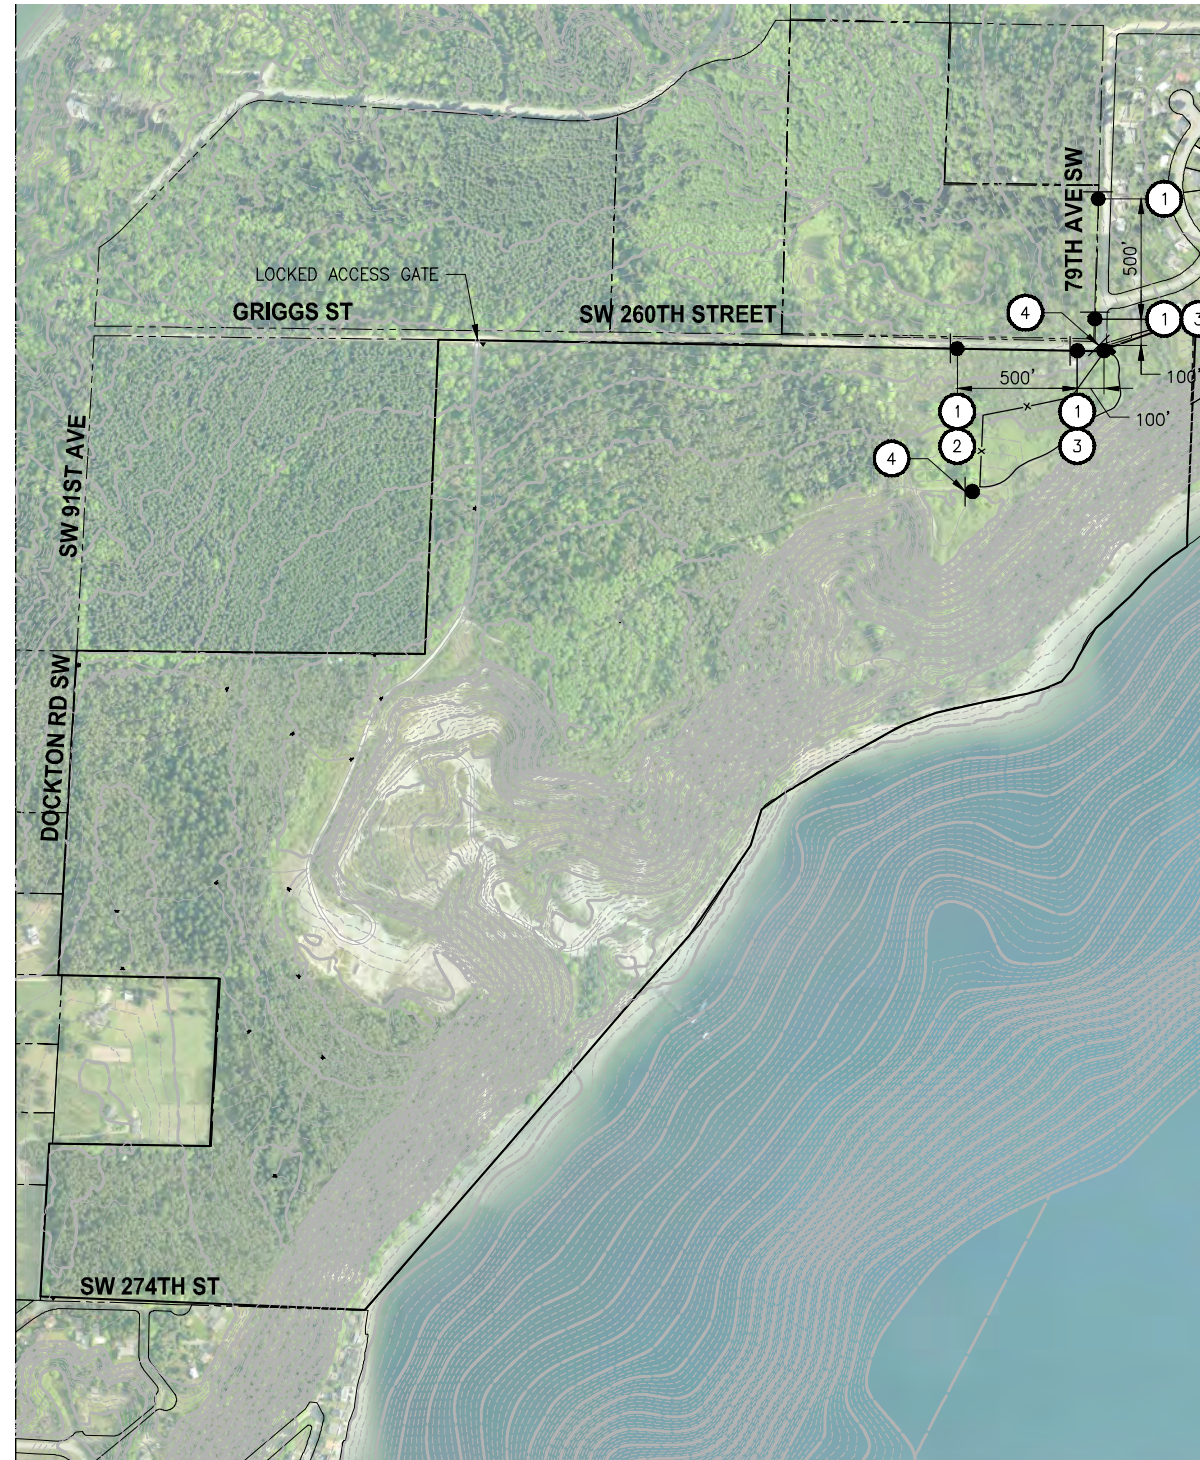 79TH AVE SW
1
500'
LOCKED ACCESS GATE
GRIGGS ST
SW 260TH STREET
4
1
3
500'
100'
1
1
100'
2
3
4
SW 91ST AVE
DOCKTON RD SW
SW 274TH ST